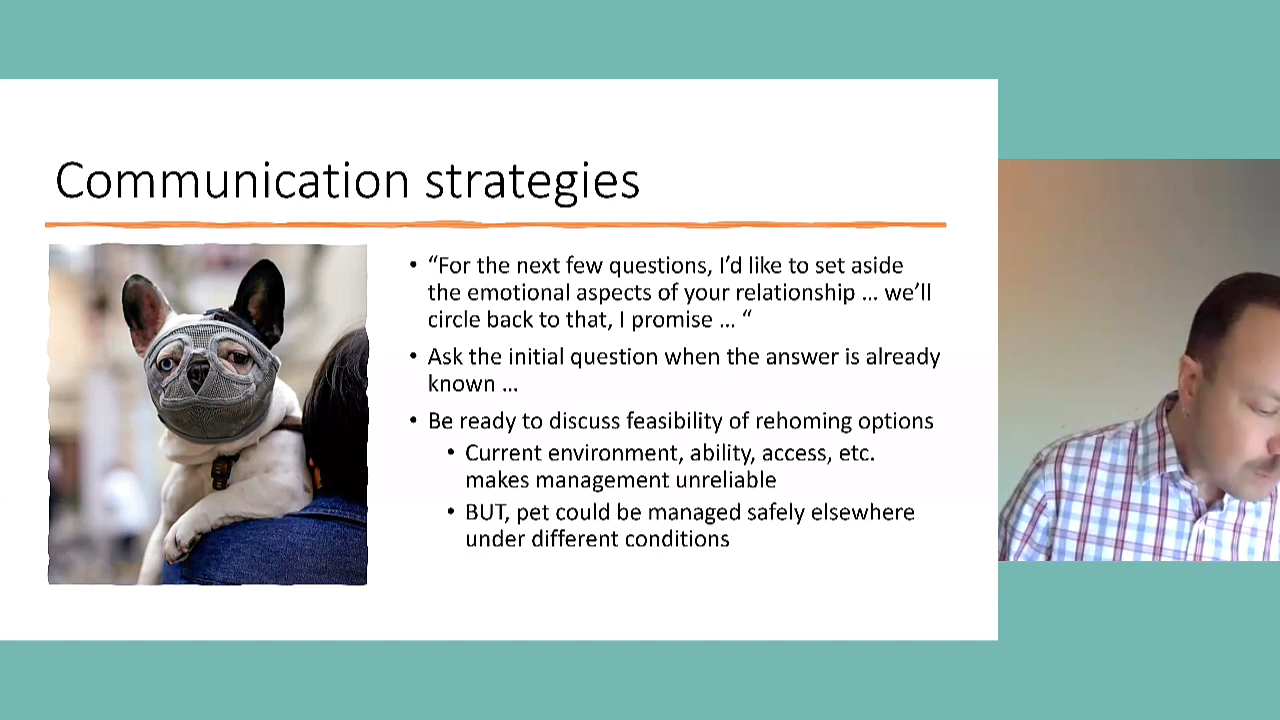 Communication strategies
• “For the next few questions, I’d like to set aside
the emotional aspects of your relationship … we’ll
circle back to that, I promise … “
• Ask the initial question when the answer is already
known …
• Be ready to discuss feasibility of rehoming options
• Current environment, ability, access, etc.
makes management unreliable
• BUT, pet could be managed safely elsewhere
under different conditions